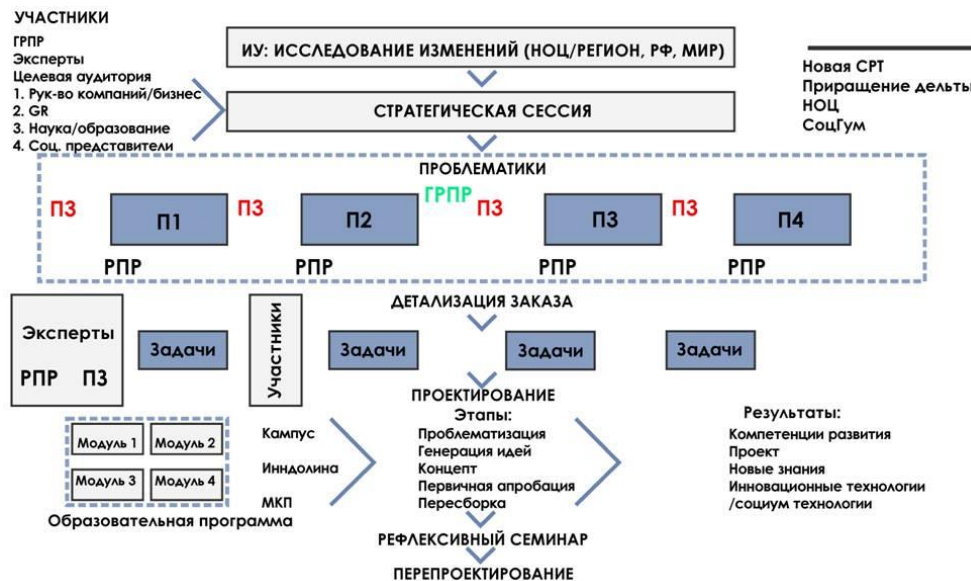 УЧАСТНИКИ
ГРПР
Эксперты
Целевая аудитория
1. Рук-во компаний/бизнес
2. GR
3. Наука/образование
4. Соц. представители
ИУ: ИССЛЕДОВАНИЕ ИЗМЕНЕНИЙ (НОЦ/РЕГИОН, РФ, МИР)
СТРАТЕГИЧЕСКАЯ СЕССИЯ
Новая СРТ
Приращение дельты
НОЦ
СоцГум
ПРОБЛЕМАТИКИ
ГРПР
ПЗ П1 ПЗ П2 ПЗ П3 ПЗ П4
РПР РПР РПР РПР
ДЕТАЛИЗАЦИЯ ЗАКАЗА
Эксперты
РПР ПЗ
Задачи
Участники
Задачи
Задачи
Задачи
ПРОЕКТИРОВАНИЕ
Модуль 1 Модуль 2
Модуль 3 Модуль 4
Образовательная программа
Кампус
Инндолина
МКП
Этапы:
Проблематизация
Генерация идей
Концепт
Первичная апробация
Пересборка
Результаты:
Компетенции развития
Проект
Новые знания
Инновационные технологии
/социум технологии
РЕФЛЕКСИВНЫЙ СЕМИНАР
ПЕРЕПРОЕКТИРОВАНИЕ